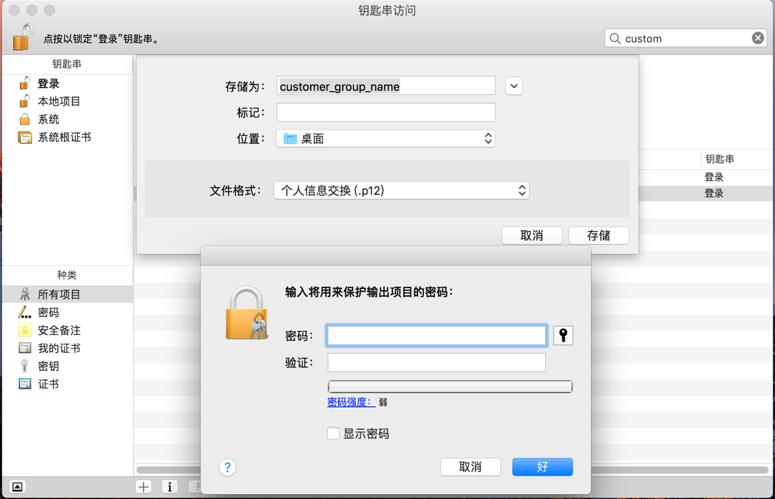 钥匙串访问
点按以锁定“登录”钥匙串。
custom
钥匙串
登录
本地项目
系统
系统根证书
存储为：
customer_group_name
标记：
位置：
桌面
文件格式：
个人信息交换 (.p12)
取消
存储
钥匙串
登录
登录
种类
所有项目
密码
安全备注
我的证书
密钥
证书
输入将用来保护输出项目的密码：
密码：
验证：
密码强度： 弱
显示密码
?
取消
好